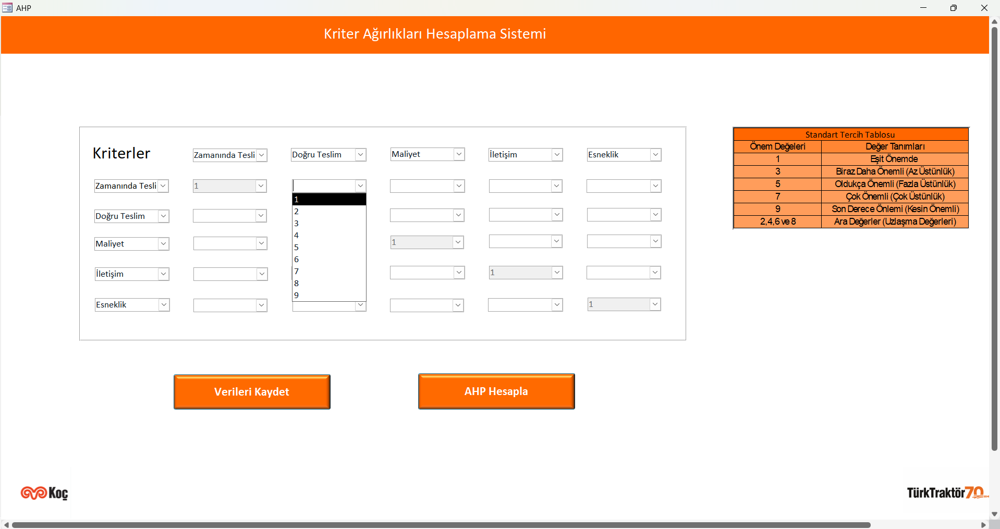 AHP
Kriter Ağırlıkları Hesaplama Sistemi
Kriterler
Zamanında Tesli
Doğru Teslim
Maliyet
İletişim
Esneklik
Zamanında Tesli
1
1
2
3
4
5
6
7
8
9
Doğru Teslim
Maliyet
1
İletişim
1
Esneklik
1
Standart Tercih Tablosu
Önem Değeleri Değer Tanımları
1 Eşit Önemde
3 Biraz Daha Önemli (Az Üstünlük)
5 Oldukça Önemli (Fazla Üstünlük)
7 Çok Önemli (Çok Üstünlük)
9 Son Derece Önlemi (Kesin Önemli)
2,4,6 ve 8 Ara Değerler (Uzlaşma Değerleri)
Verileri Kaydet
AHP Hesapla
Koç
TürkTraktör 70